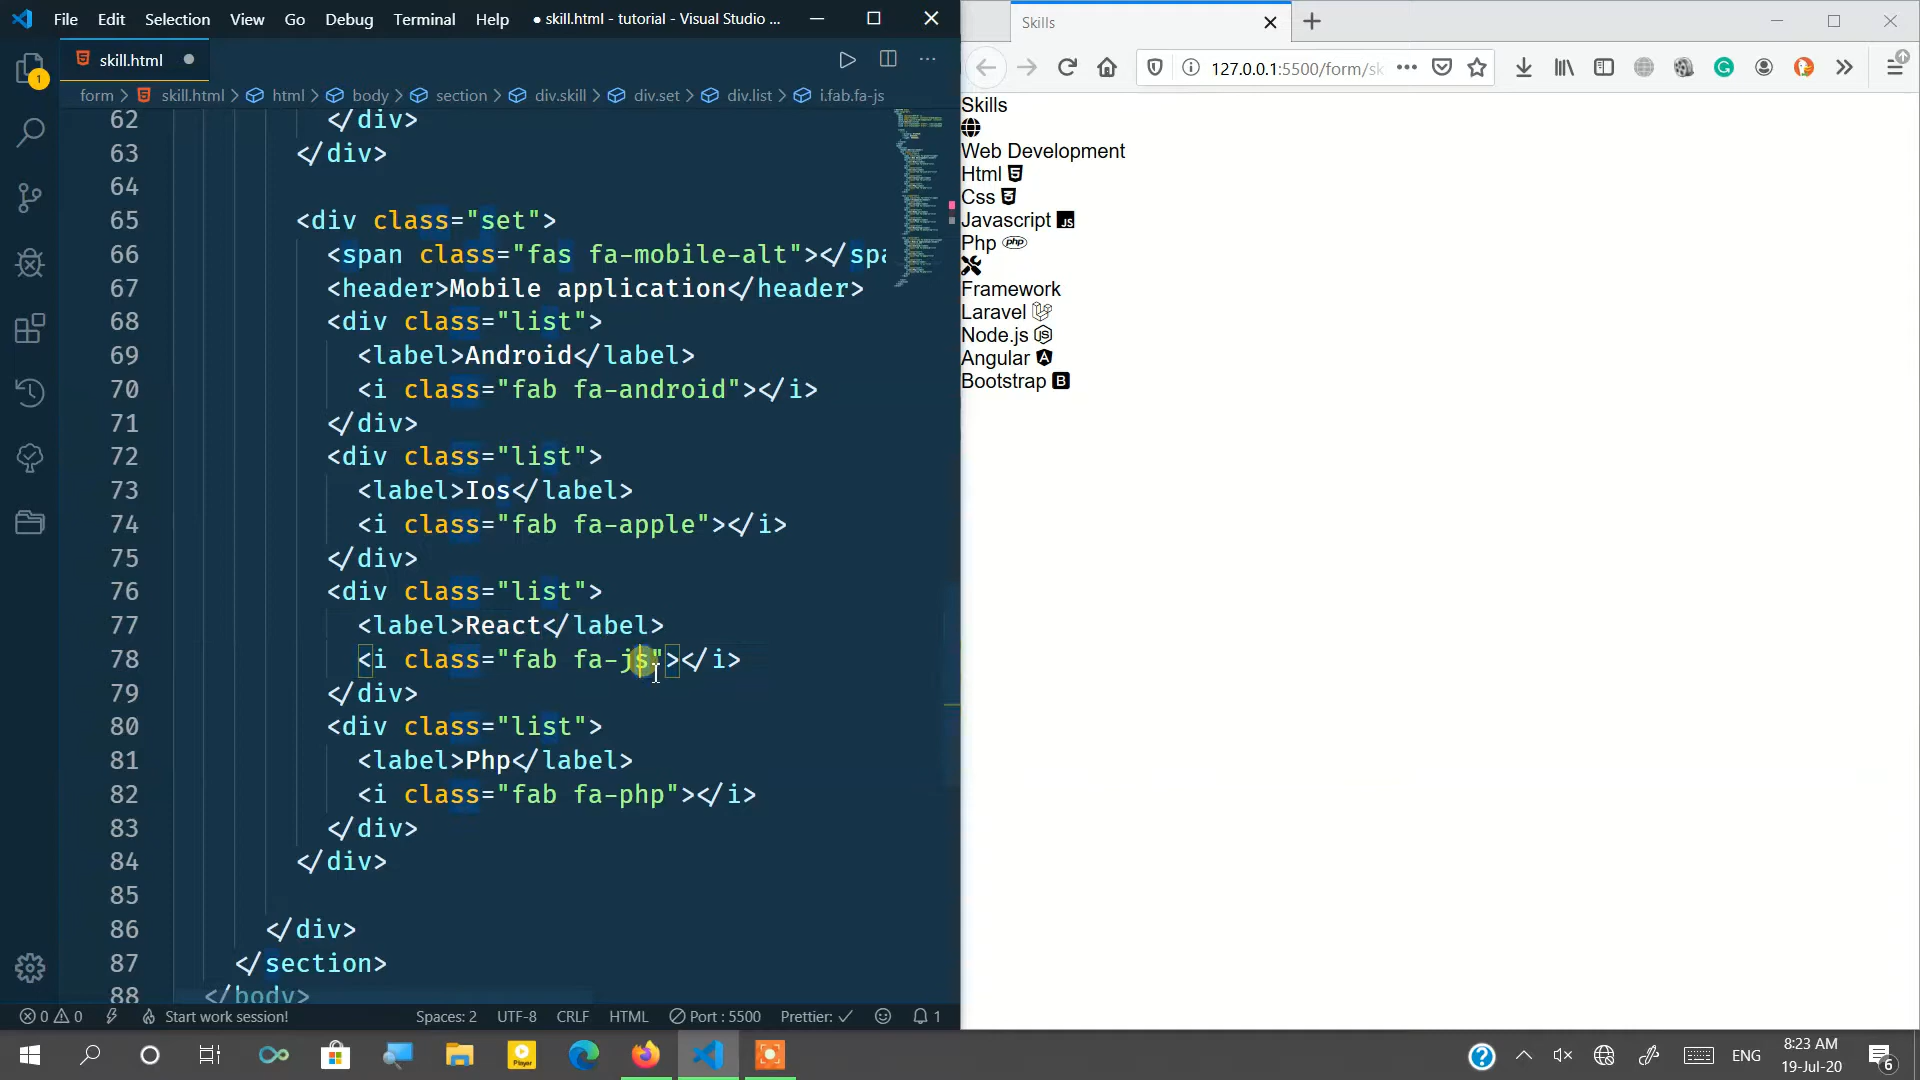 File Edit Selection View Go Debug Terminal Help ● skill.html - tutorial - Visual Studio ...
skill.html
form > skill.html > html > body > section > div.skill > div.set > div.list > i.fab.fa-js
62 </div>
63 </div>
64
65 <div class="set">
66 <span class="fas fa-mobile-alt"></spa
67 <header>Mobile application</header>
68 <div class="list">
69 <label>Android</label>
70 <i class="fab fa-android"></i>
71 </div>
72 <div class="list">
73 <label>Ios</label>
74 <i class="fab fa-apple"></i>
75 </div>
76 <div class="list">
77 <label>React</label>
78 <i class="fab fa-js"></i>
79 </div>
80 <div class="list">
81 <label>Php</label>
82 <i class="fab fa-php"></i>
83 </div>
84 </div>
85
86 </div>
87 </section>
88 </body>
0 0 Start work session! Spaces: 2 UTF-8 CRLF HTML Port : 5500 Prettier: ✓ 1
1
Skills
127.0.0.1:5500/form/sk
Skills
Web Development
Html
Css
Javascript JS
Php php
Framework
Laravel
Node.js
Angular
Bootstrap B
Player
ENG
8:23 AM
19-Jul-20
6